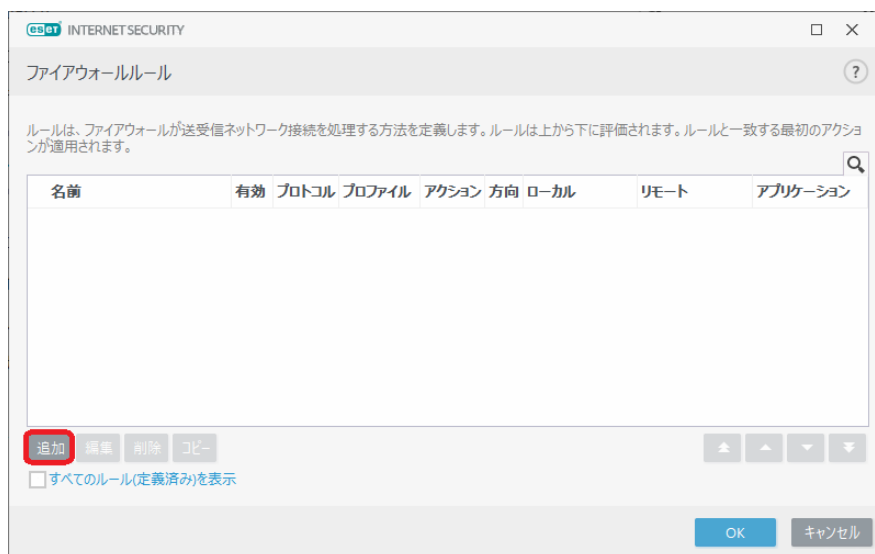 eset INTERNET SECURITY
ファイアウォールルール
?
ルールは、ファイアウォールが送受信ネットワーク接続を処理する方法を定義します。ルールは上から下に評価されます。ルールと一致する最初のアクショ
ンが適用されます。
名前 有効 プロトコル プロファイル アクション 方向 ローカル リモート アプリケーション
追加 編集 削除 コピー
すべてのルール(定義済み)を表示
OK キャンセル